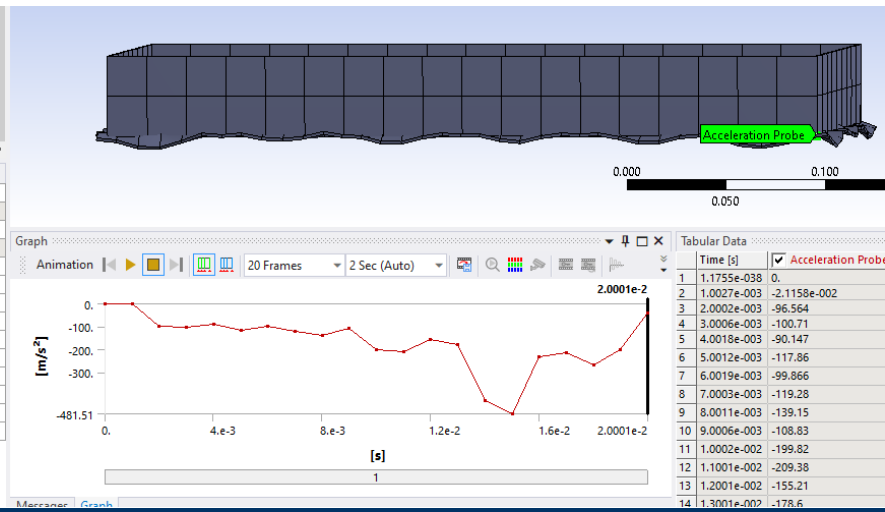 Acceleration Probe
0.000 0.100
0.050
Graph
Animation 20 Frames 2 Sec (Auto)
2.0001e-2
0.
-100.
-200.
-300.
-481.51
[m/s²]
0. 4.e-3 8.e-3 1.2e-2 1.6e-2 2.0001e-2
[s]
1
Messages Graph
Tabular Data
Time [s] Acceleration Probe
1 1.1755e-038 0.
2 1.0027e-003 -2.1158e-002
3 2.0002e-003 -96.564
4 3.0006e-003 -100.71
5 4.0018e-003 -90.147
6 5.0012e-003 -117.86
7 6.0019e-003 -99.866
8 7.0003e-003 -119.28
9 8.0011e-003 -139.15
10 9.0006e-003 -108.83
11 1.0002e-002 -199.82
12 1.1001e-002 -209.38
13 1.2001e-002 -155.21
14 1.3001e-002 -178.6